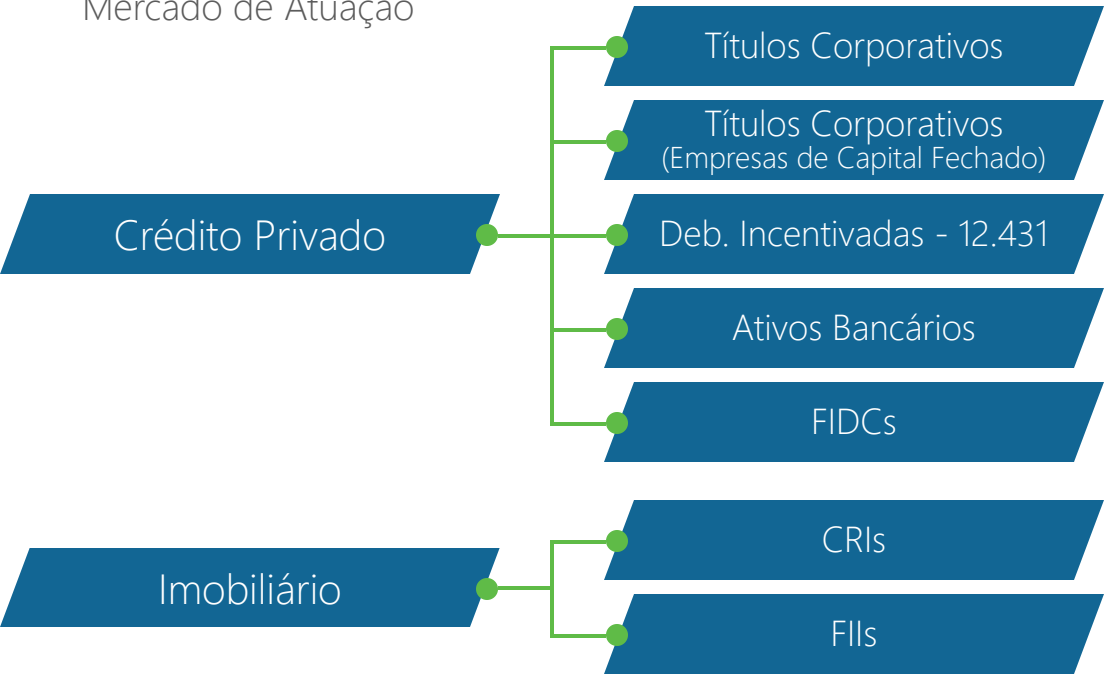 Mercado de Atuação
Títulos Corporativos
Títulos Corporativos
(Empresas de Capital Fechado)
Crédito Privado
Deb. Incentivadas - 12.431
Ativos Bancários
FIDCs
CRIs
Imobiliário
FIIs